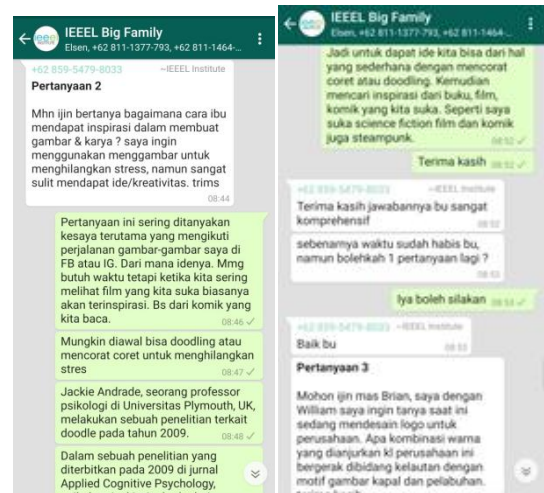 IEEEL Big Family
Elsen, +62 811-1377-793, +62 811-1464-...
+62 859-5479-8033 ~IEEEL Institute
Pertanyaan 2
Mhn ijin bertanya bagaimana cara ibu
mendapat inspirasi dalam membuat
gambar & karya ? saya ingin
menggunakan menggambar untuk
menghilangkan stress, namun sangat
sulit mendapat ide/kreativitas. trims
08:44
Pertanyaan ini sering ditanyakan
kesaya terutama yang mengikuti
perjalanan gambar-gambar saya di
FB atau IG. Dari mana idenya. Mmg
butuh waktu tetapi ketika kita sering
melihat film yang kita suka biasanya
akan terinspirasi. Bs dari komik yang
kita baca.
08:46
Mungkin diawal bisa doodling atau
mencorat coret untuk menghilangkan
stres
08:47
Jackie Andrade, seorang professor
psikologi di Universitas Plymouth, UK,
melakukan sebuah penelitian terkait
doodle pada tahun 2009.
08:48
Dalam sebuah penelitian yang
diterbitkan pada 2009 di jurnal
Applied Cognitive Psychology,
IEEEL Big Family
Elsen, +62 811-1377-793, +62 811-1464-...
Jadi untuk dapat ide kita bisa dari hal
yang sederhana dengan mencorat
coret atau doodling. Kemudian
mencari inspirasi dari buku, film,
komik yang kita suka. Seperti saya
suka science fiction film dan komik
juga steampunk.
08:52
Terima kasih 08:52
+62 859-5479-8033 ~IEEEL Institute
Terima kasih jawabannya bu sangat
komprehensif
08:52
sebenarnya waktu sudah habis bu,
namun bolehkah 1 pertanyaan lagi ?
08:53
Iya boleh silakan 08:53
+62 859-5479-8033 ~IEEEL Institute
Baik bu
08:53
Pertanyaan 3
Mohon ijin mas Brian, saya dengan
William saya ingin tanya saat ini
sedang mendesain logo untuk
perusahaan. Apa kombinasi warna
yang dianjurkan kl perusahaan ini
bergerak dibidang kelautan dengan
motif gambar kapal dan pelabuhan.